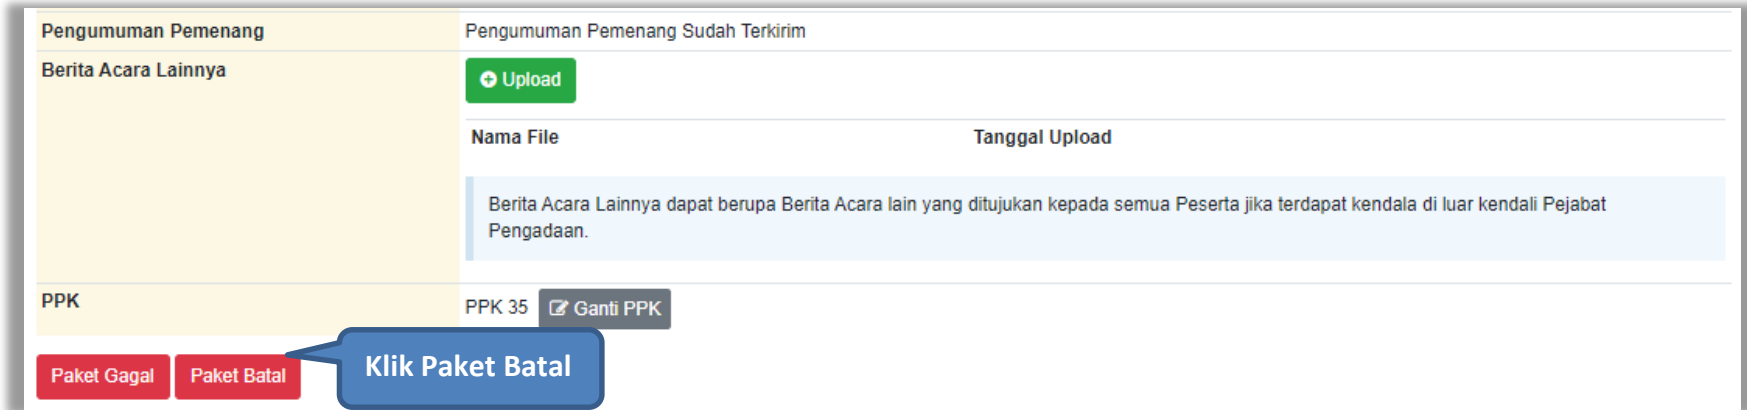 Pengumuman Pemenang
Pengumuman Pemenang Sudah Terkirim
Berita Acara Lainnya
Upload
Nama File
Tanggal Upload
Berita Acara Lainnya dapat berupa Berita Acara lain yang ditujukan kepada semua Peserta jika terdapat kendala di luar kendali Pejabat
Pengadaan.
PPK
PPK 35
Ganti PPK
Paket Gagal
Paket Batal
Klik Paket Batal